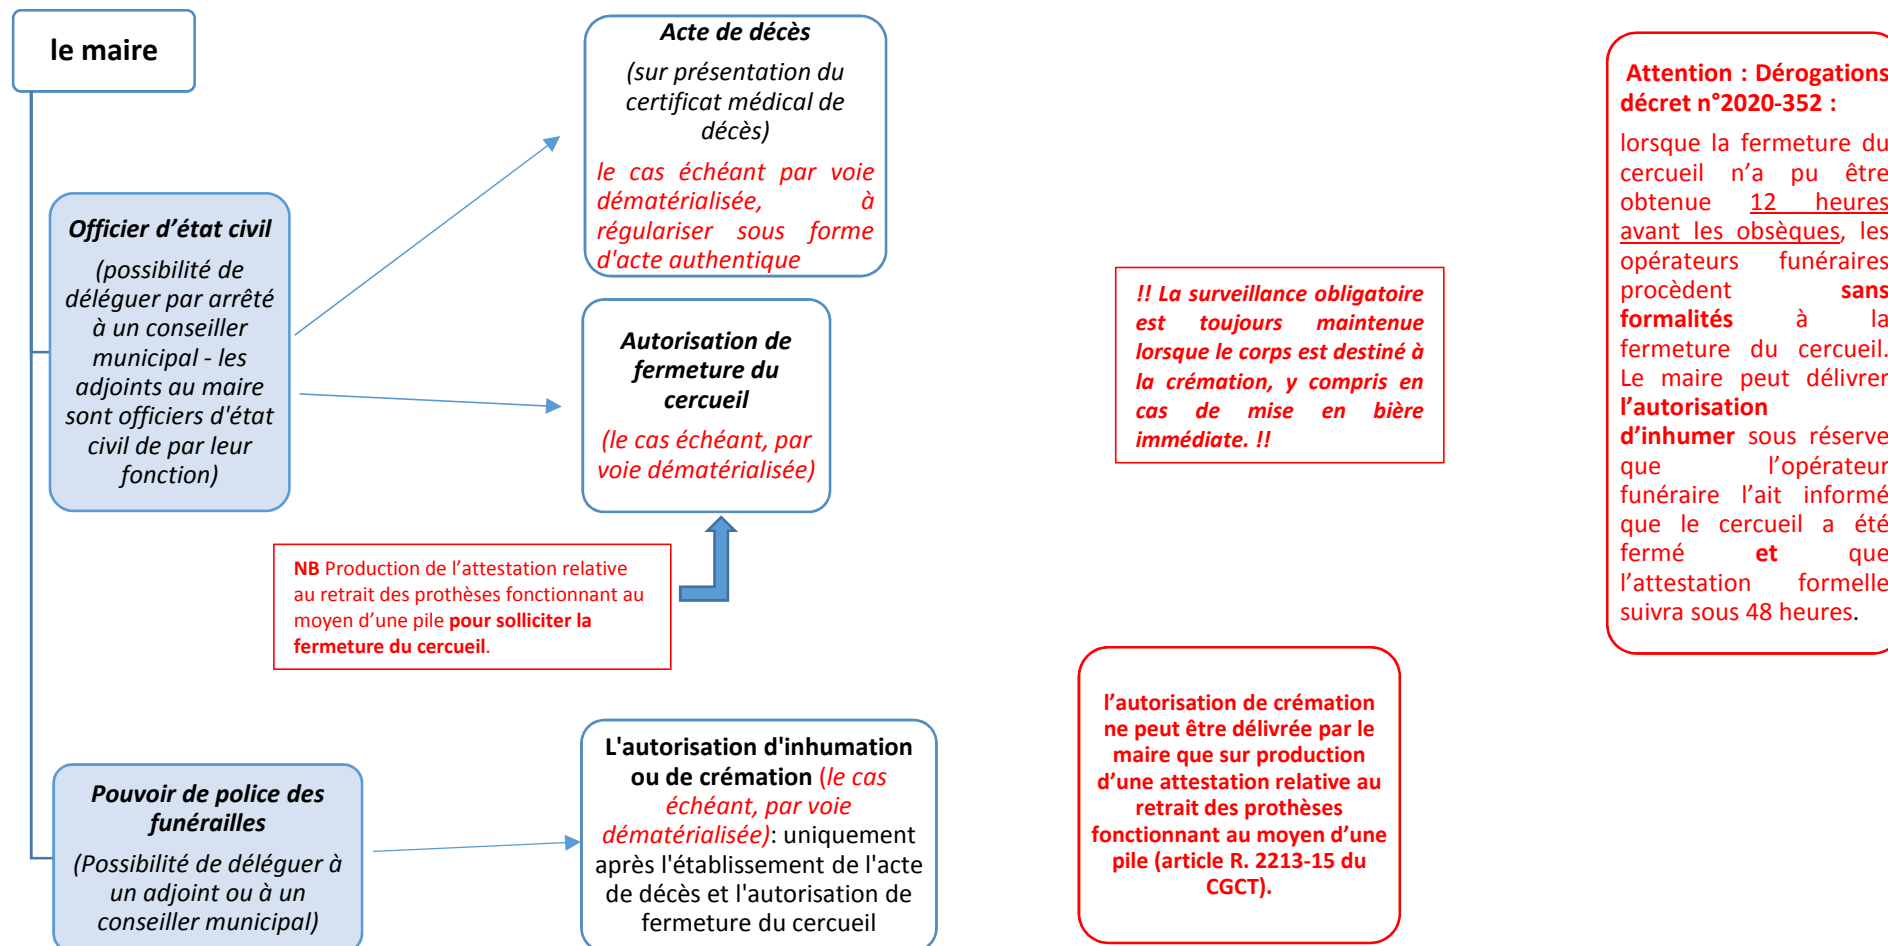 le maire
Officier d'état civil
(possibilité de
déléguer par arrêté
à un conseiller
municipal - les
adjoints au maire
sont officiers d'état
civil de par leur
fonction)
Acte de décès
(sur présentation du
certificat médical de
décès)
le cas échéant par voie
dématérialisée, à
régulariser sous forme
d'acte authentique
Autorisation de
fermeture du
cercueil
(le cas échéant, par
voie dématérialisée)
NB Production de l'attestation relative
au retrait des prothèses fonctionnant au
moyen d'une pile pour solliciter la
fermeture du cercueil.
Pouvoir de police des
funérailles
(Possibilité de déléguer à
un adjoint ou à un
conseiller municipal)
L'autorisation d'inhumation
ou de crémation (le cas
échéant, par voie
dématérialisée): uniquement
après l'établissement de l'acte
de décès et l'autorisation de
fermeture du cercueil
!! La surveillance obligatoire
est toujours maintenue
lorsque le corps est destiné à
la crémation, y compris en
cas de mise en bière
immédiate. !!
l'autorisation de crémation
ne peut être délivrée par le
maire que sur production
d'une attestation relative au
retrait des prothèses
fonctionnant au moyen d'une
pile (article R. 2213-15 du
CGCT).
Attention : Dérogations
décret n°2020-352 :
lorsque la fermeture du
cercueil n'a pu être
obtenue 12 heures
avant les obsèques, les
opérateurs funéraires
procèdent sans
formalités à la
fermeture du cercueil.
Le maire peut délivrer
l'autorisation
d'inhumer sous réserve
que l'opérateur
funéraire l'ait informé
que le cercueil a été
fermé et que
l'attestation formelle
suivra sous 48 heures.